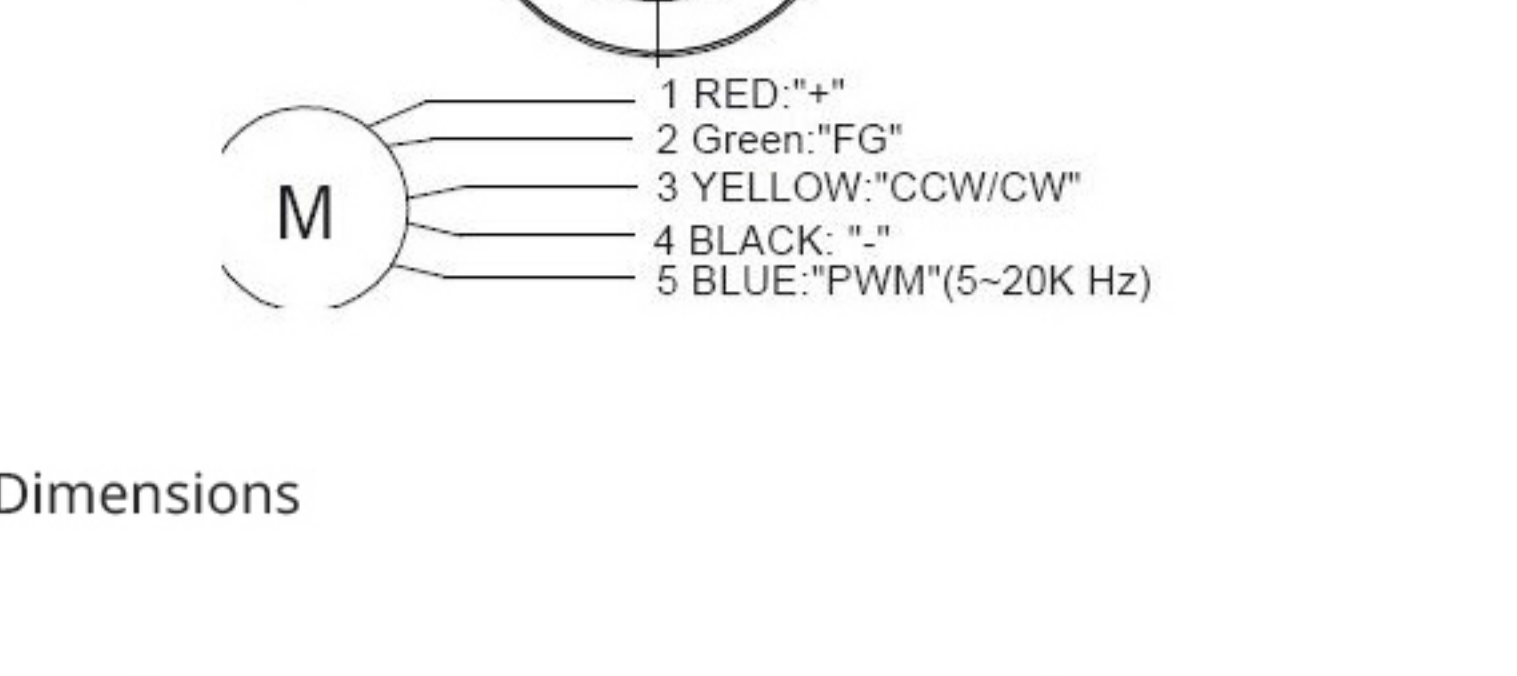 1 RED:"+"
2 Green:"FG"
3 YELLOW:"CCW/CW"
M
4 BLACK: "-"
5 BLUE:"PWM"(5~20K Hz)
Dimensions